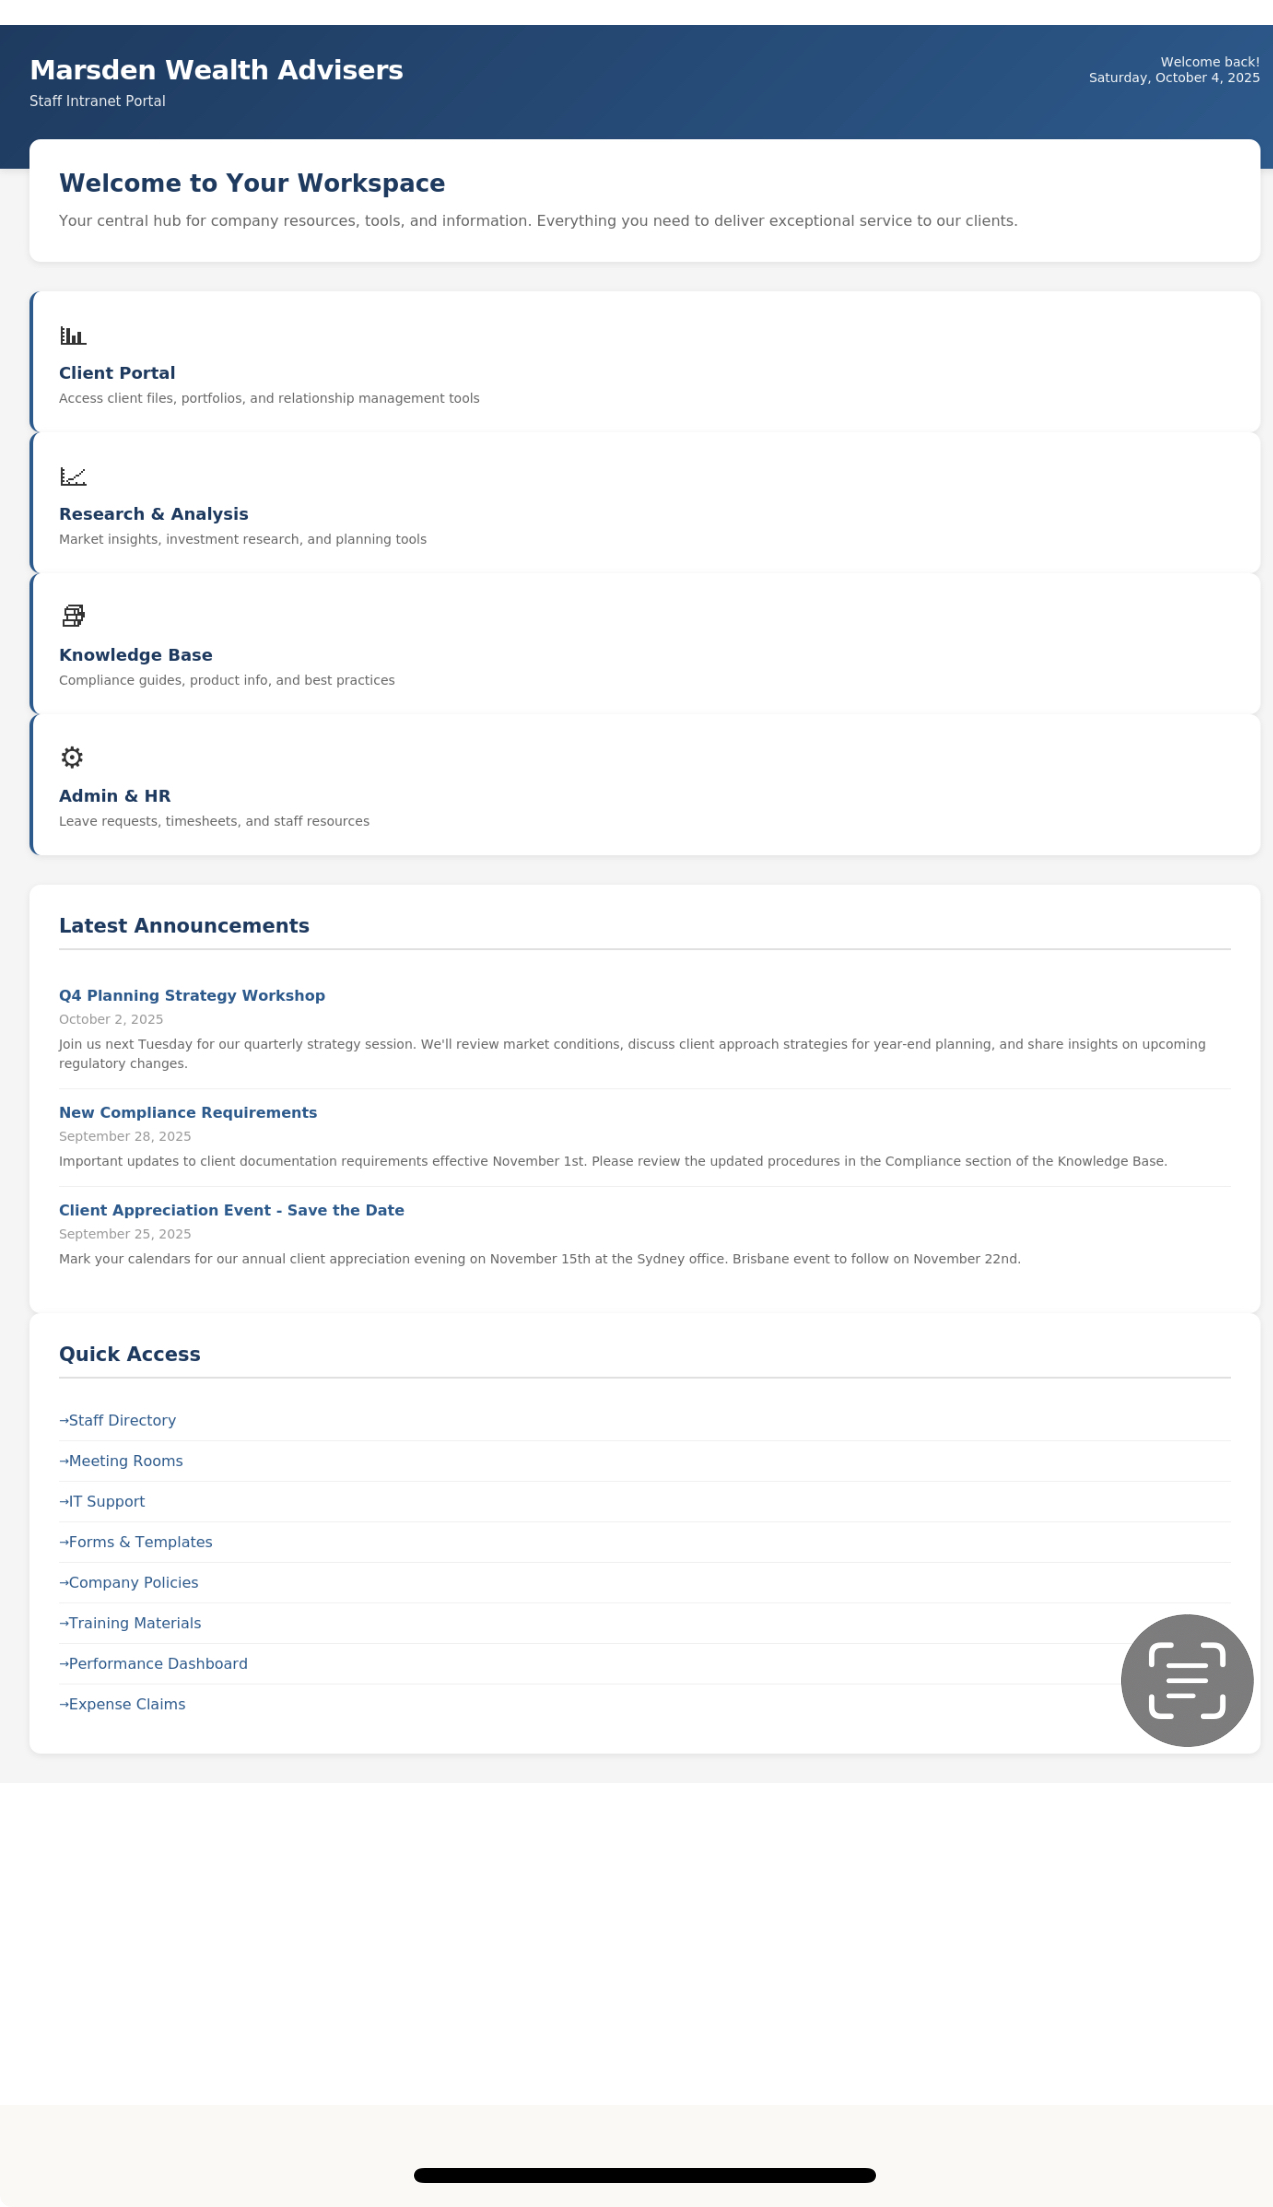 Marsden Wealth Advisers
Staff Intranet Portal
Welcome back!
Saturday, October 4, 2025
Welcome to Your Workspace
Your central hub for company resources, tools, and information. Everything you need to deliver exceptional service to our clients.
Client Portal
Access client files, portfolios, and relationship management tools
Research & Analysis
Market insights, investment research, and planning tools
Knowledge Base
Compliance guides, product info, and best practices
Admin & HR
Leave requests, timesheets, and staff resources
Latest Announcements
Q4 Planning Strategy Workshop
October 2, 2025
Join us next Tuesday for our quarterly strategy session. We'll review market conditions, discuss client approach strategies for year-end planning, and share insights on upcoming
regulatory changes.
New Compliance Requirements
September 28, 2025
Important updates to client documentation requirements effective November 1st. Please review the updated procedures in the Compliance section of the Knowledge Base.
Client Appreciation Event - Save the Date
September 25, 2025
Mark your calendars for our annual client appreciation evening on November 15th at the Sydney office. Brisbane event to follow on November 22nd.
Quick Access
→Staff Directory
→Meeting Rooms
→IT Support
→Forms & Templates
→Company Policies
→Training Materials
→Performance Dashboard
→Expense Claims